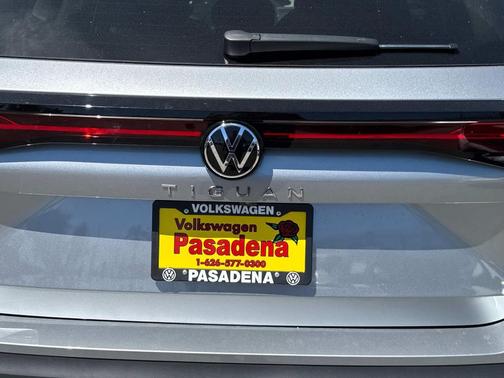 TIGUAN
VOLKSWAGEN
Volkswagen
Pasadena
1-626-577-0300
PASADENA